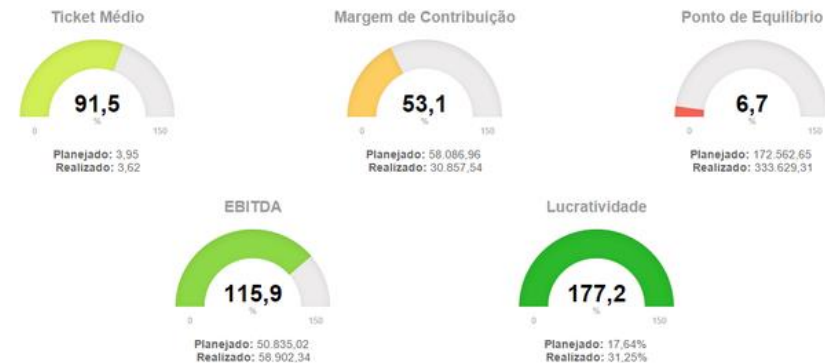 Ticket Médio
91,5
%
0 150
Planejado: 3,95
Realizado: 3,62
Margem de Contribuição
53,1
%
0 150
Planejado: 58.086,96
Realizado: 30.857,54
Ponto de Equilíbrio
6,7
%
0 150
Planejado: 172.562,65
Realizado: 333.629,31
EBITDA
115,9
%
0 150
Planejado: 50.835,02
Realizado: 58.902,34
Lucratividade
177,2
%
0 150
Planejado: 17,64%
Realizado: 31,25%